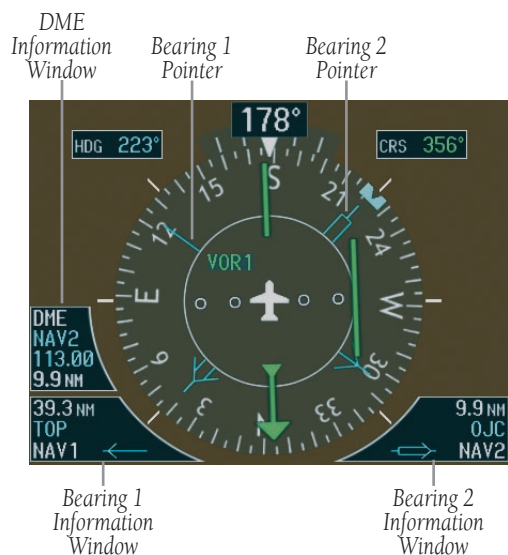 DME
Information
Window
Bearing 1
Pointer
Bearing 2
Pointer
178°
HDG 223°
CRS 356°
S
21
24
W
30
33
N
3
6
E
12
15
VOR1
DME
NAV2
113.00
9.9 NM
39.3 NM
TOP
NAV1
9.9 NM
OJC
NAV2
Bearing 1
Information
Window
Bearing 2
Information
Window